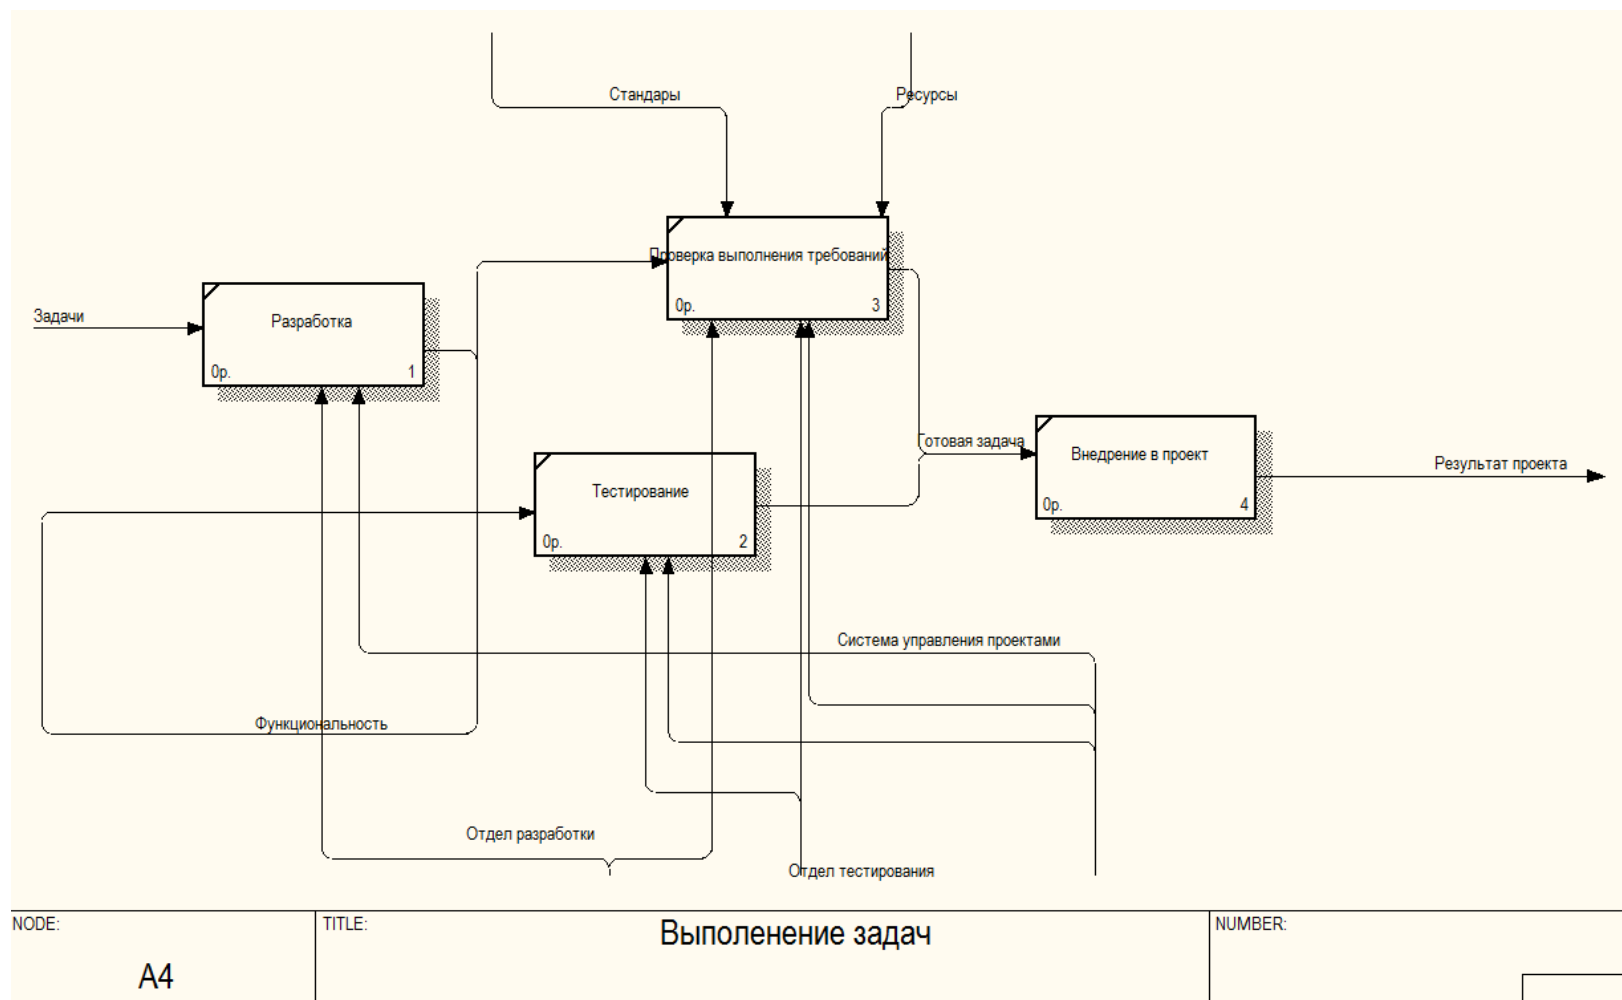 Стандары
Ресурсы
Проверка выполнения требований
0р. 3
Задачи
Разработка
0р. 1
Готовая задача
Внедрение в проект
0р. 4
Результат проекта
Тестирование
0р. 2
Система управления проектами
Функциональность
Отдел разработки
Отдел тестирования
NODE:
A4
TITLE:
Выполенение задач
NUMBER: